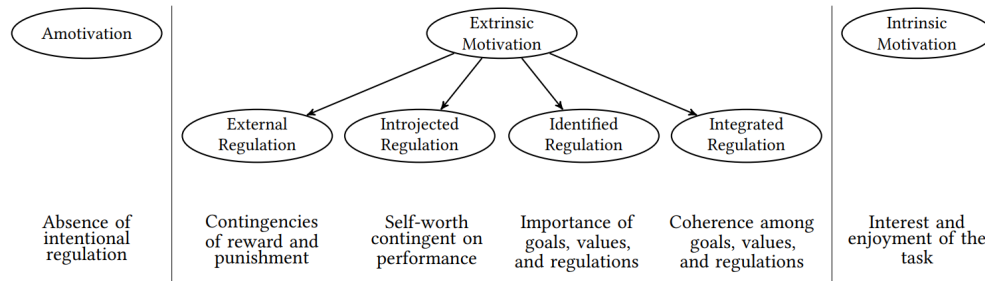 Amotivation
Extrinsic
Motivation
Intrinsic
Motivation
External
Regulation
Introjected
Regulation
Identified
Regulation
Integrated
Regulation
Absence of
intentional
regulation
Contingencies
of reward and
punishment
Self-worth
contingent on
performance
Importance of
goals, values,
and regulations
Coherence among
goals, values,
and regulations
Interest and
enjoyment of the
task